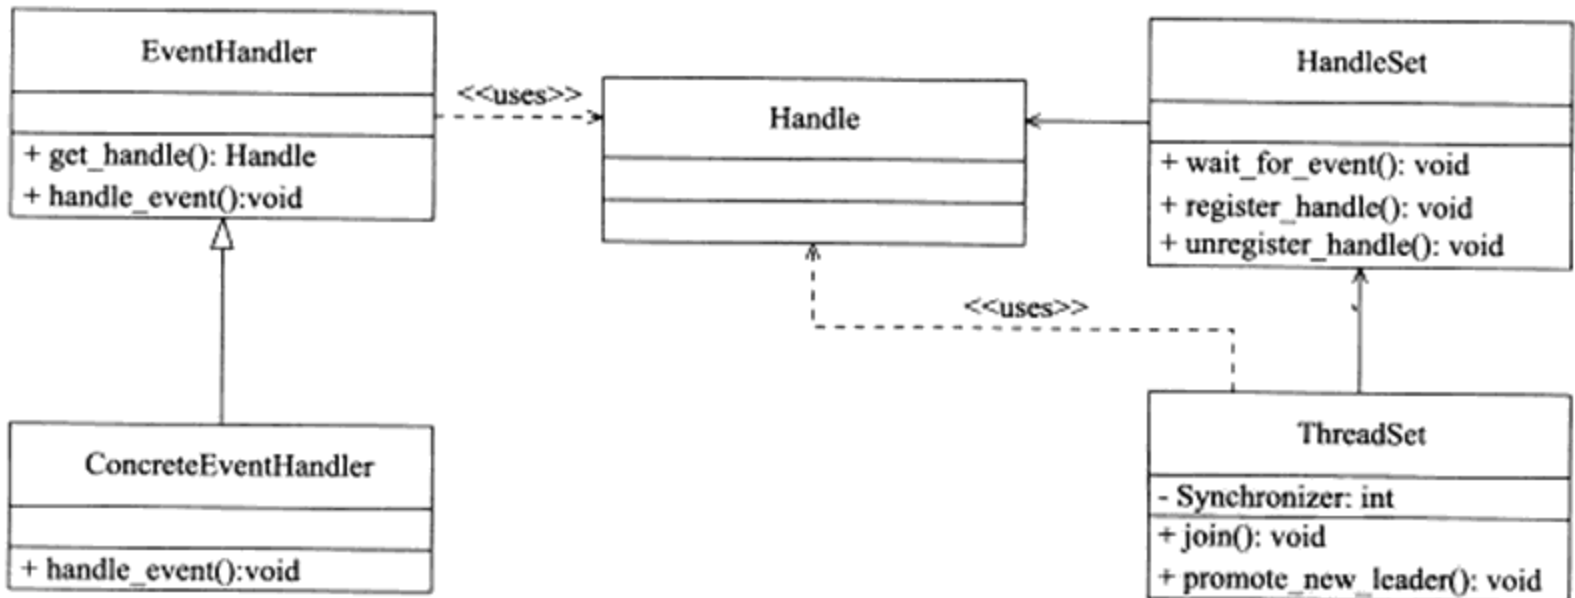 EventHandler
+ get_handle(): Handle
+ handle_event():void
<<uses>>
Handle
HandleSet
+ wait_for_event(): void
+ register_handle(): void
+ unregister_handle(): void
<<uses>>
ConcreteEventHandler
+ handle_event():void
ThreadSet
- Synchronizer: int
+ join(): void
+ promote_new_leader(): void